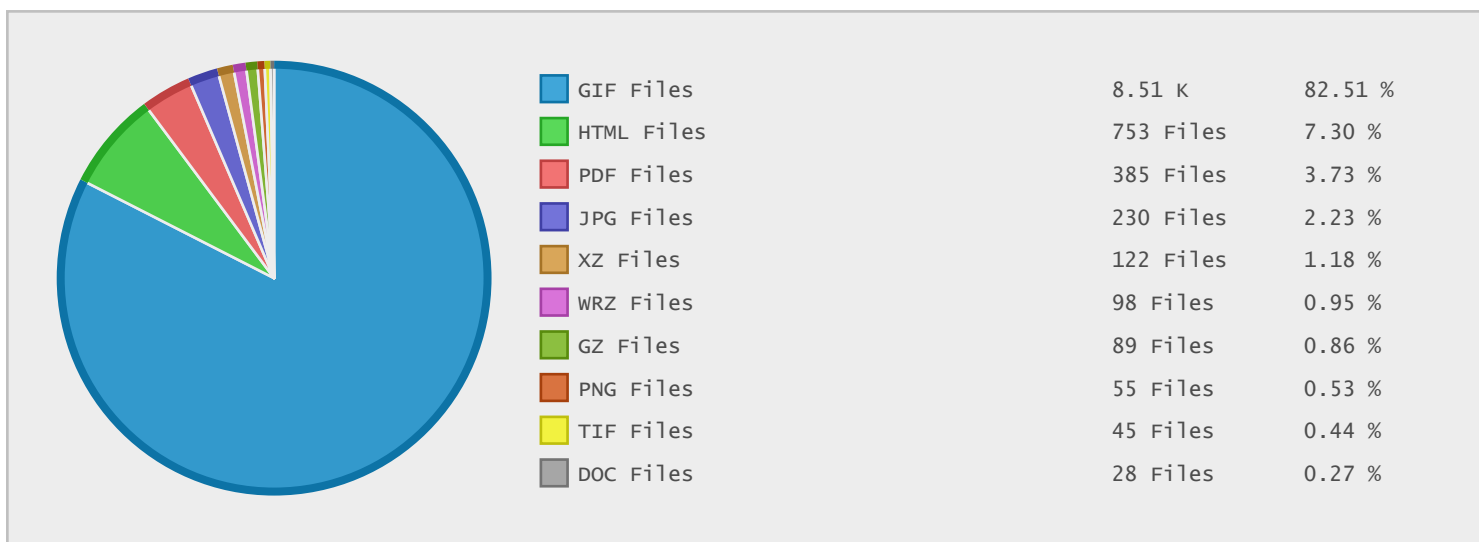 GIF Files 8.51 K 82.51 %
HTML Files 753 Files 7.30 %
PDF Files 385 Files 3.73 %
JPG Files 230 Files 2.23 %
XZ Files 122 Files 1.18 %
WRZ Files 98 Files 0.95 %
GZ Files 89 Files 0.86 %
PNG Files 55 Files 0.53 %
TIF Files 45 Files 0.44 %
DOC Files 28 Files 0.27 %